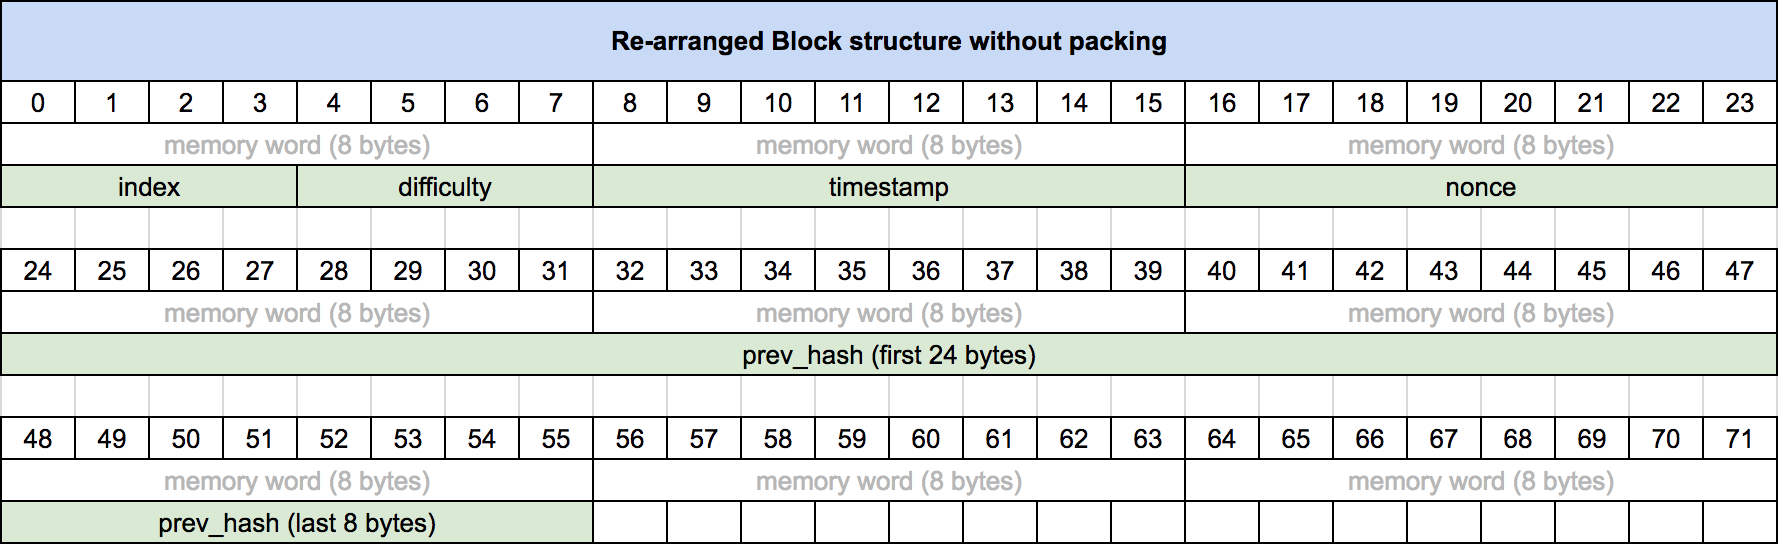 Re-arranged Block structure without packing
0 1 2 3 4 5 6 7 8 9 10 11 12 13 14 15 16 17 18 19 20 21 22 23
memory word (8 bytes) memory word (8 bytes) memory word (8 bytes)
index difficulty timestamp nonce
24 25 26 27 28 29 30 31 32 33 34 35 36 37 38 39 40 41 42 43 44 45 46 47
memory word (8 bytes) memory word (8 bytes) memory word (8 bytes)
prev_hash (first 24 bytes)
48 49 50 51 52 53 54 55 56 57 58 59 60 61 62 63 64 65 66 67 68 69 70 71
memory word (8 bytes) memory word (8 bytes) memory word (8 bytes)
prev_hash (last 8 bytes)